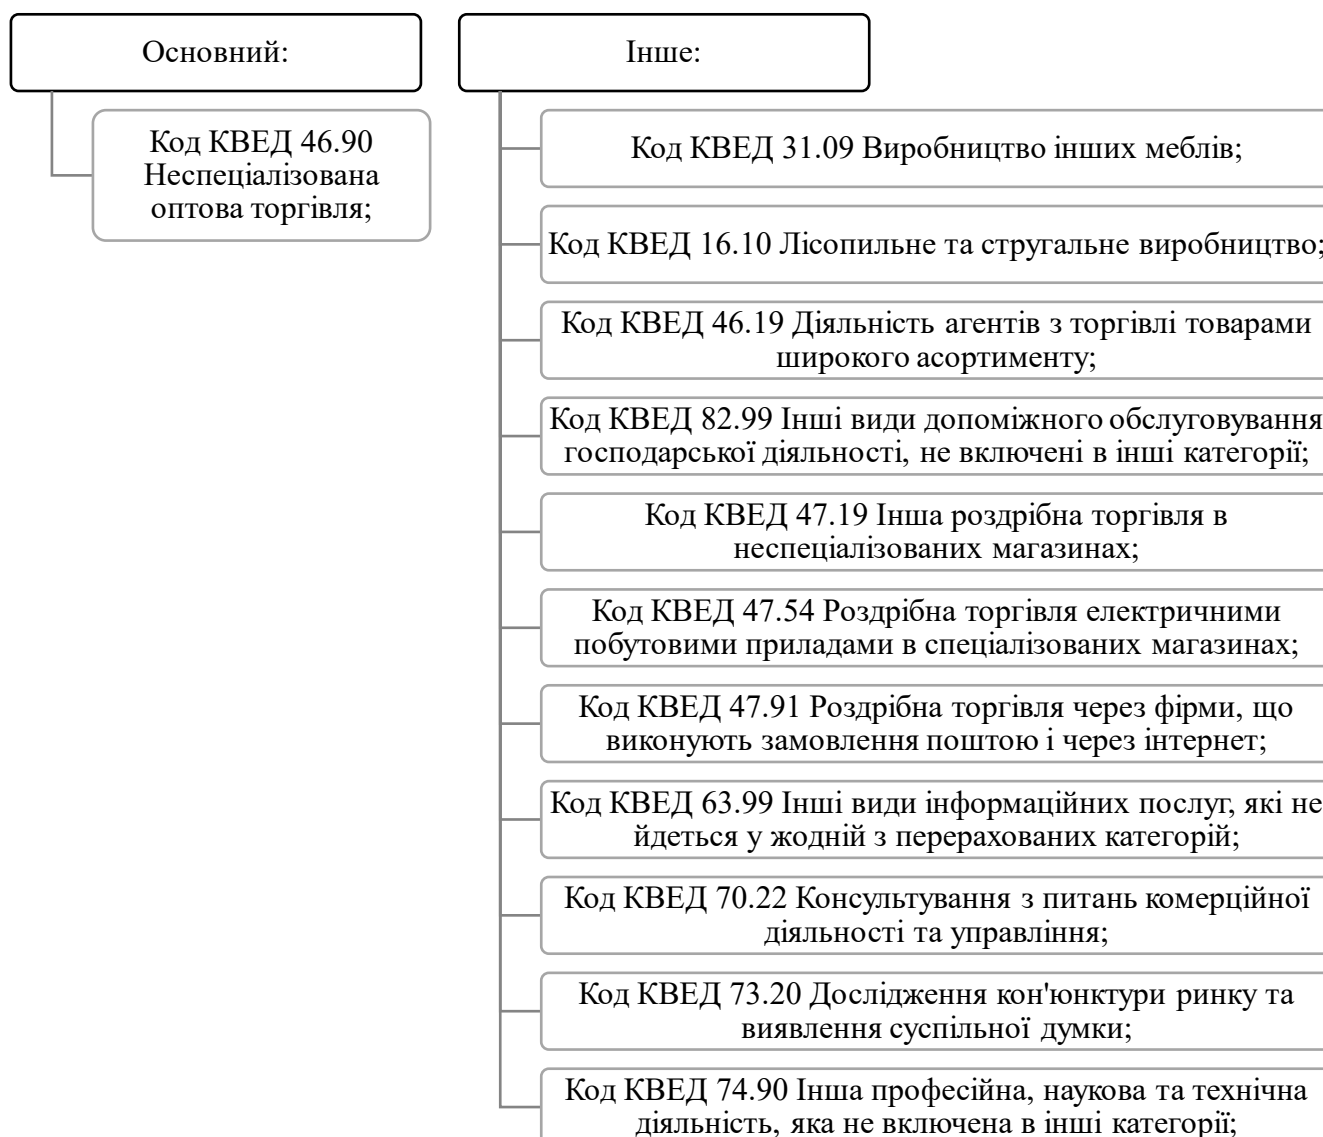 Основний:
Код КВЕД 46.90
Неспеціалізована
оптова торгівля;
Інше:
Код КВЕД 31.09 Виробництво інших меблів;
Код КВЕД 16.10 Лісопильне та стругальне виробництво;
Код КВЕД 46.19 Діяльність агентів з торгівлі товарами
широкого асортименту;
Код КВЕД 82.99 Інші види допоміжного обслуговування
господарської діяльності, не включені в інші категорії;
Код КВЕД 47.19 Інша роздрібна торгівля в
неспеціалізованих магазинах;
Код КВЕД 47.54 Роздрібна торгівля електричними
побутовими приладами в спеціалізованих магазинах;
Код КВЕД 47.91 Роздрібна торгівля через фірми, що
виконують замовлення поштою і через інтернет;
Код КВЕД 63.99 Інші види інформаційних послуг, які не
йдеться у жодній з перерахованих категорій;
Код КВЕД 70.22 Консультування з питань комерційної
діяльності та управління;
Код КВЕД 73.20 Дослідження кон'юнктури ринку та
виявлення суспільної думки;
Код КВЕД 74.90 Інша професійна, наукова та технічна
діяльність, яка не включена в інші категорії;